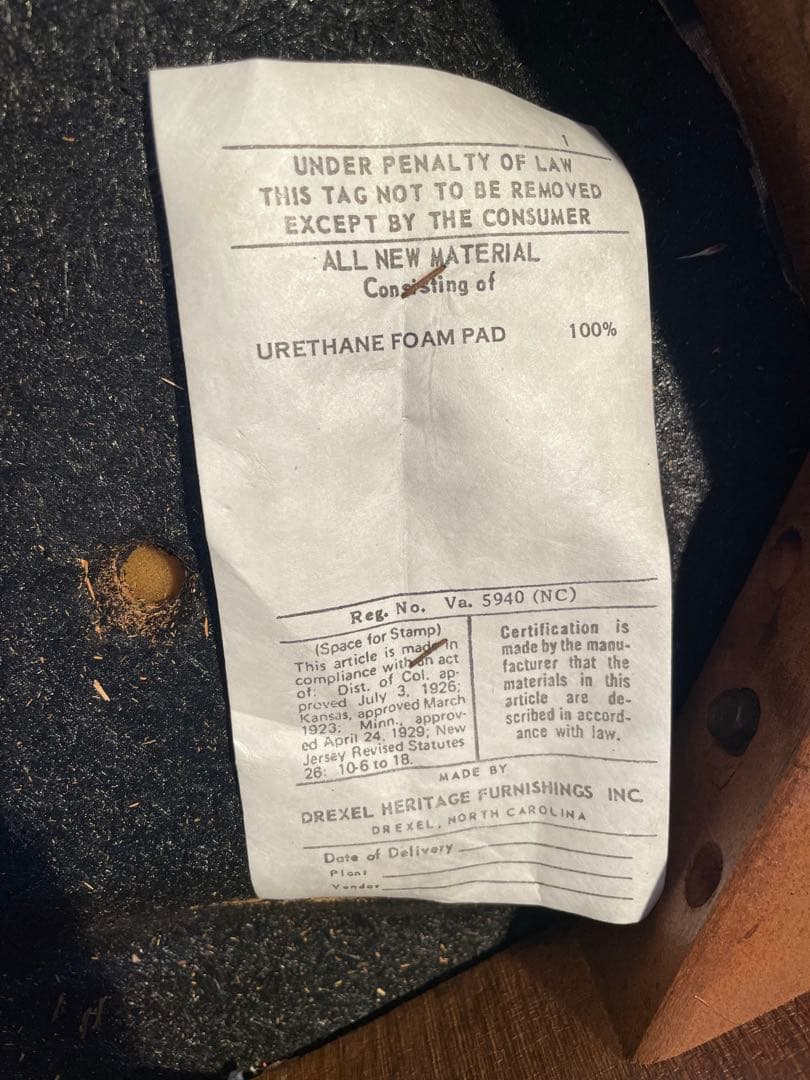 1
UNDER PENALTY OF LAW
THIS TAG NOT TO BE REMOVED
EXCEPT BY THE CONSUMER
ALL NEW MATERIAL
Consisting of
URETHANE FOAM PAD 100%
Reg. No. Va. 5940 (NC)
(Space for Stamp)
This article is made in
compliance with an act
of: Dist. of Col. ap-
proved July 3, 1926;
Kansas, approved March
1923; Minn., approv-
ed April 24, 1929; New
Jersey Revised Statutes
26: 10-6 to 18.
Certification is
made by the manu-
facturer that the
materials in this
article are de-
scribed in accord-
ance with law.
MADE BY
DREXEL HERITAGE FURNISHINGS INC.
DREXEL, NORTH CAROLINA
Date of Delivery
Plant
Vendor